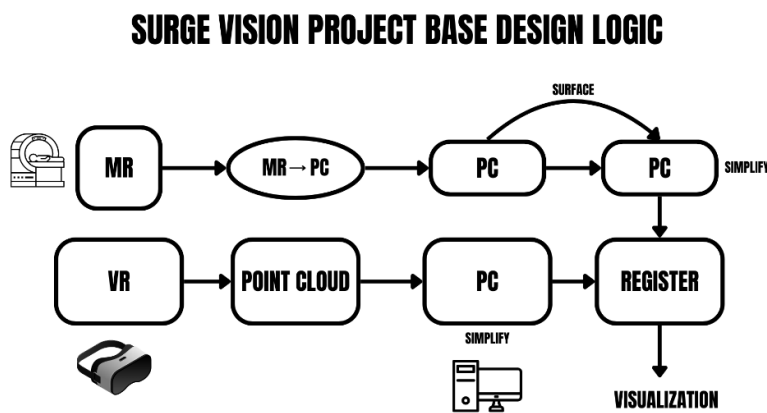 SURGE VISION PROJECT BASE DESIGN LOGIC
SURFACE
MR
MR → PC
PC
PC
SIMPLIFY
VR
POINT CLOUD
PC
REGISTER
SIMPLIFY
VISUALIZATION